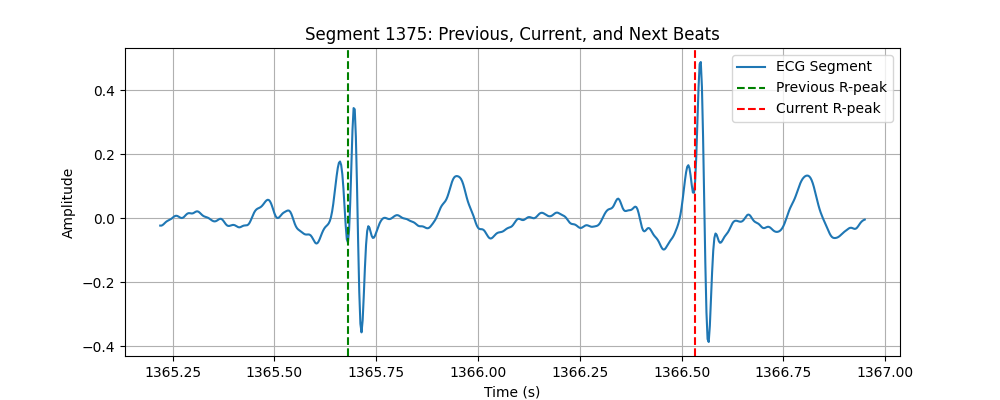 Segment 1375: Previous, Current, and Next Beats
ECG Segment
Previous R-peak
Current R-peak
Amplitude
0.4
0.2
0.0
−0.2
−0.4
1365.25
1365.50
1365.75
1366.00
1366.25
1366.50
1366.75
1367.00
Time (s)